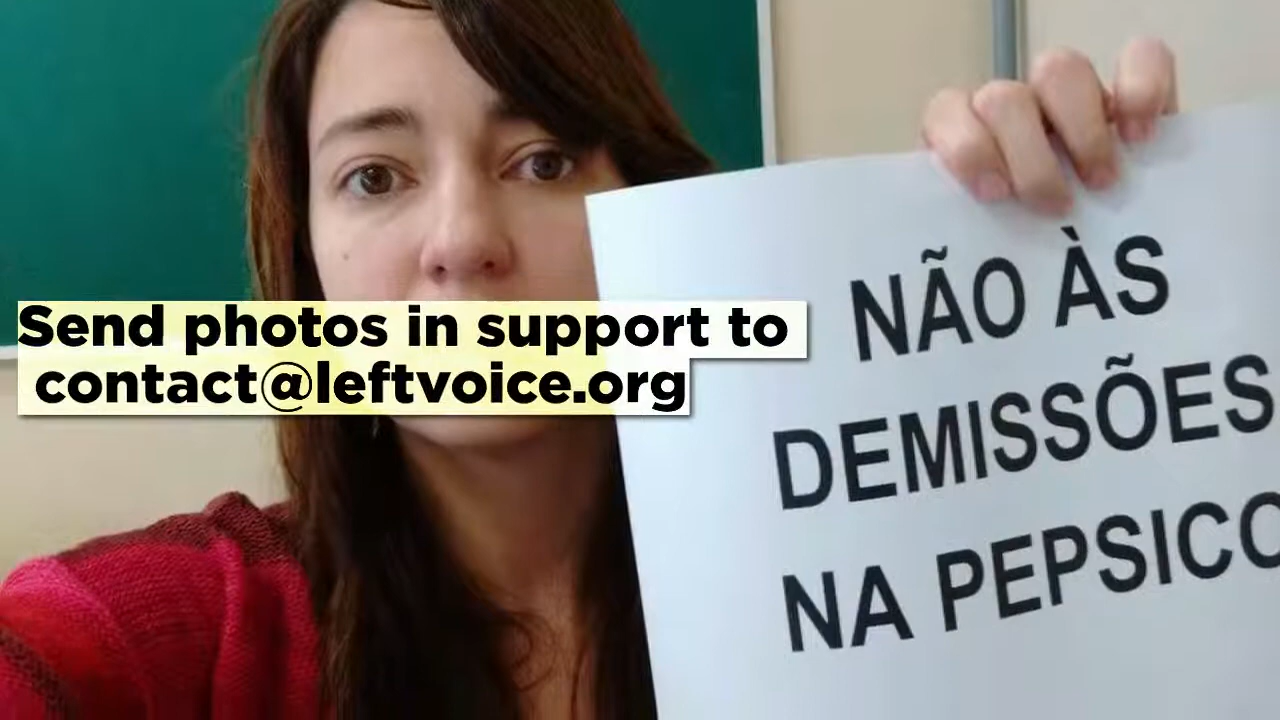 Send photos in support to
contact@leftvoice.org
NÃO ÀS
DEMISSÕES
NA PEPSICO